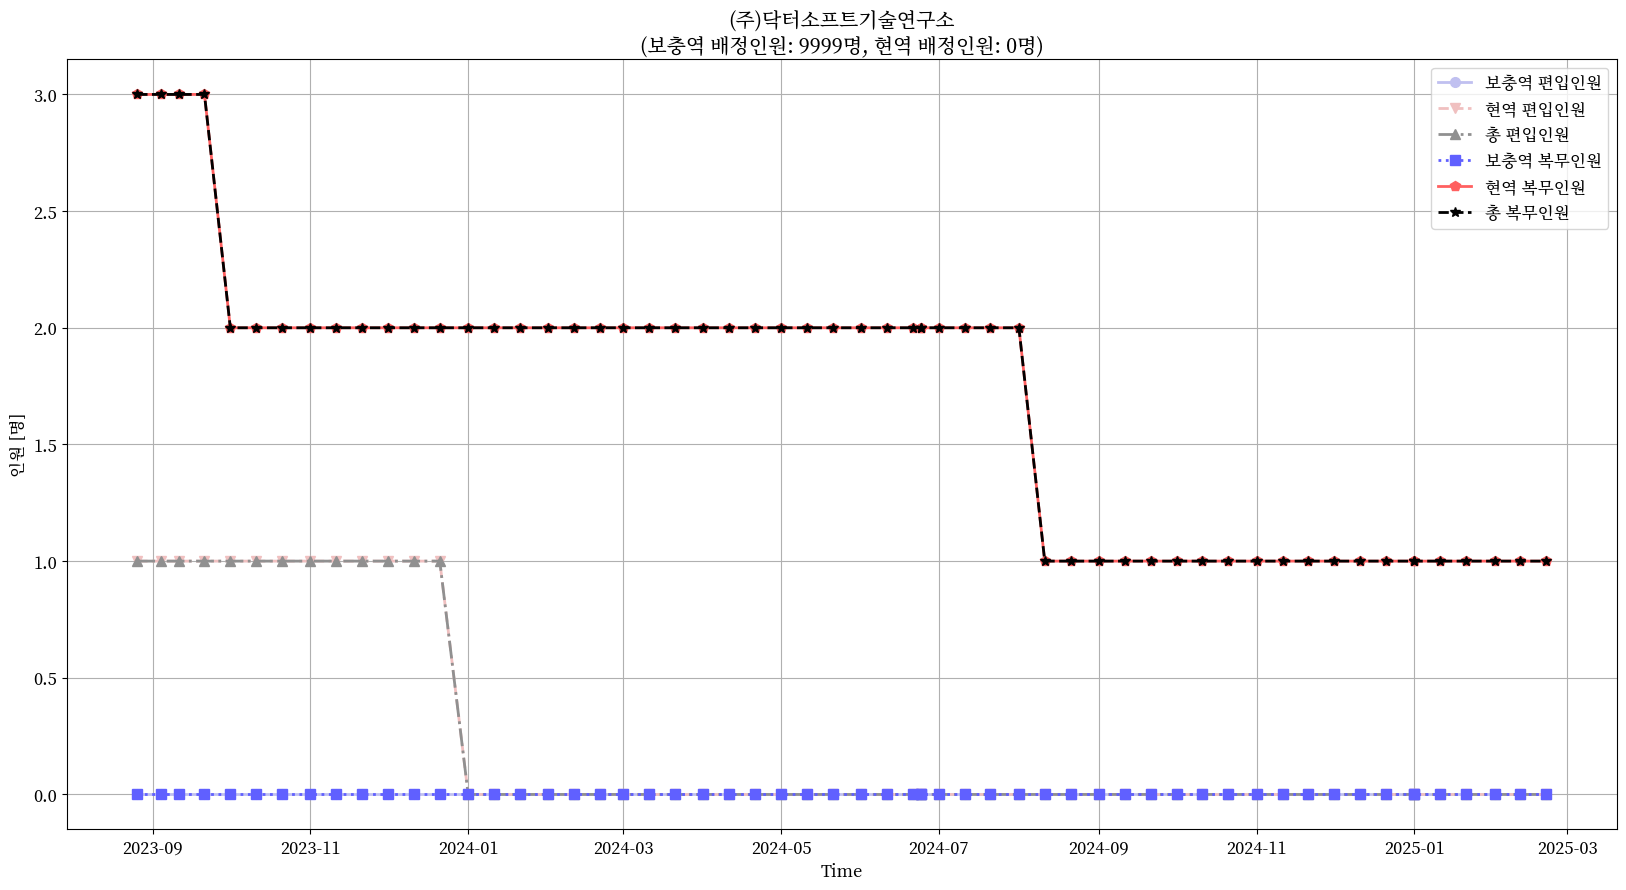 (주)닥터소프트기술연구소
(보충역 배정인원: 9999명, 현역 배정인원: 0명)
보충역 편입인원
현역 편입인원
총 편입인원
보충역 복무인원
현역 복무인원
총 복무인원
인원 [명]
3.0
2.5
2.0
1.5
1.0
0.5
0.0
2023-09 2023-11 2024-01 2024-03 2024-05 2024-07 2024-09 2024-11 2025-01 2025-03
Time